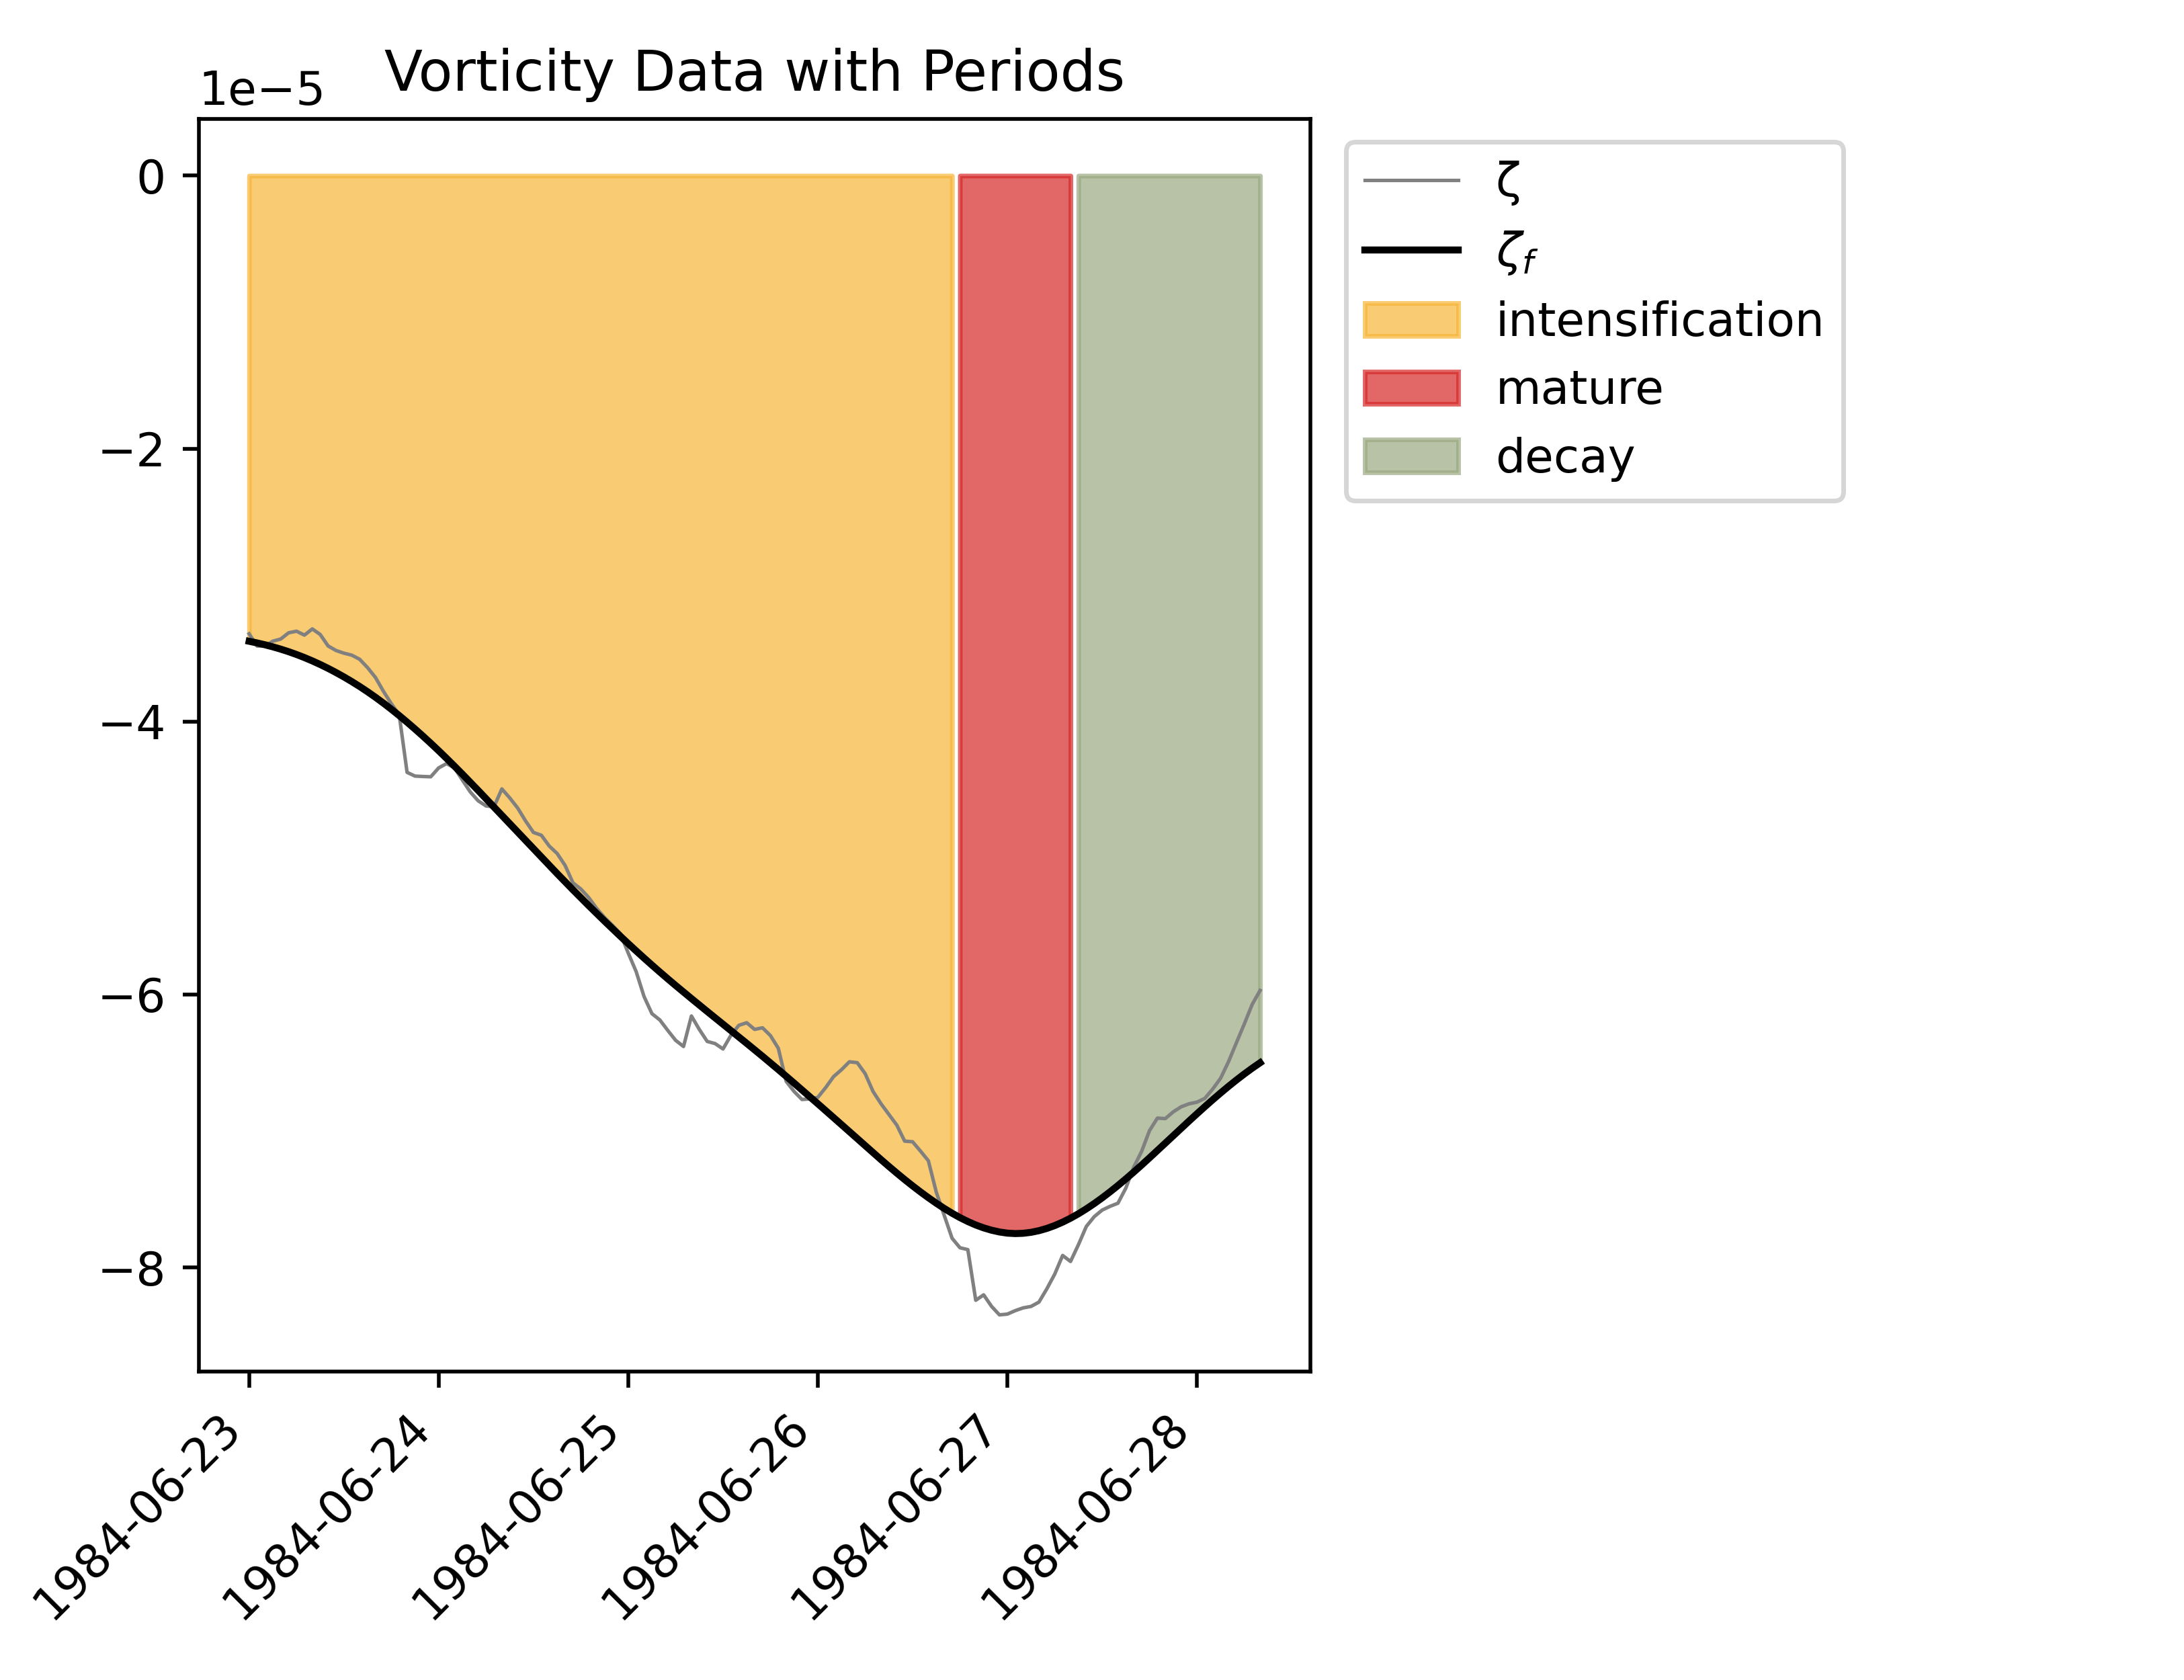 Vorticity Data with Periods
1e−5
0
−2
−4
−6
−8
1984-06-23
1984-06-24
1984-06-25
1984-06-26
1984-06-27
1984-06-28
ζ
ζf
intensification
mature
decay